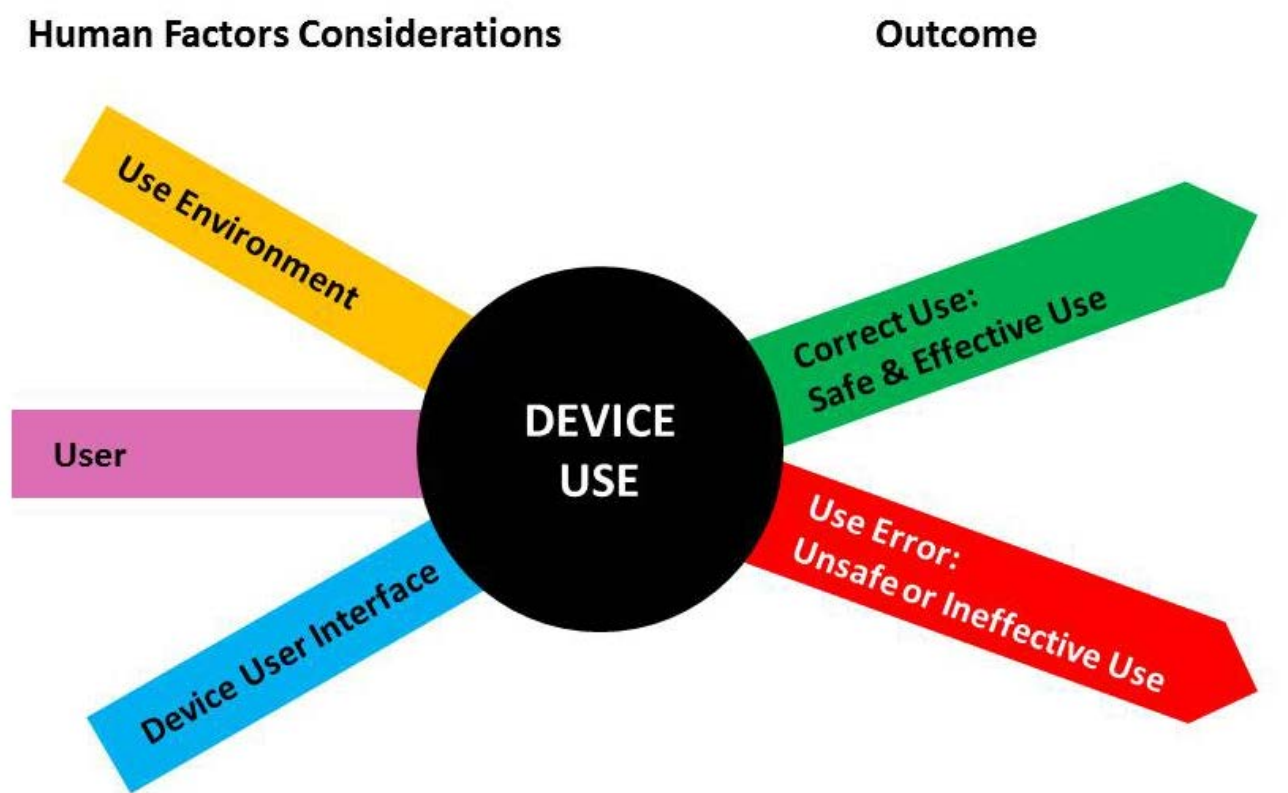 Human Factors Considerations
Outcome
Use Environment
User
Device User Interface
DEVICE
USE
Correct Use:
Safe & Effective Use
Use Error:
Unsafe or Ineffective Use